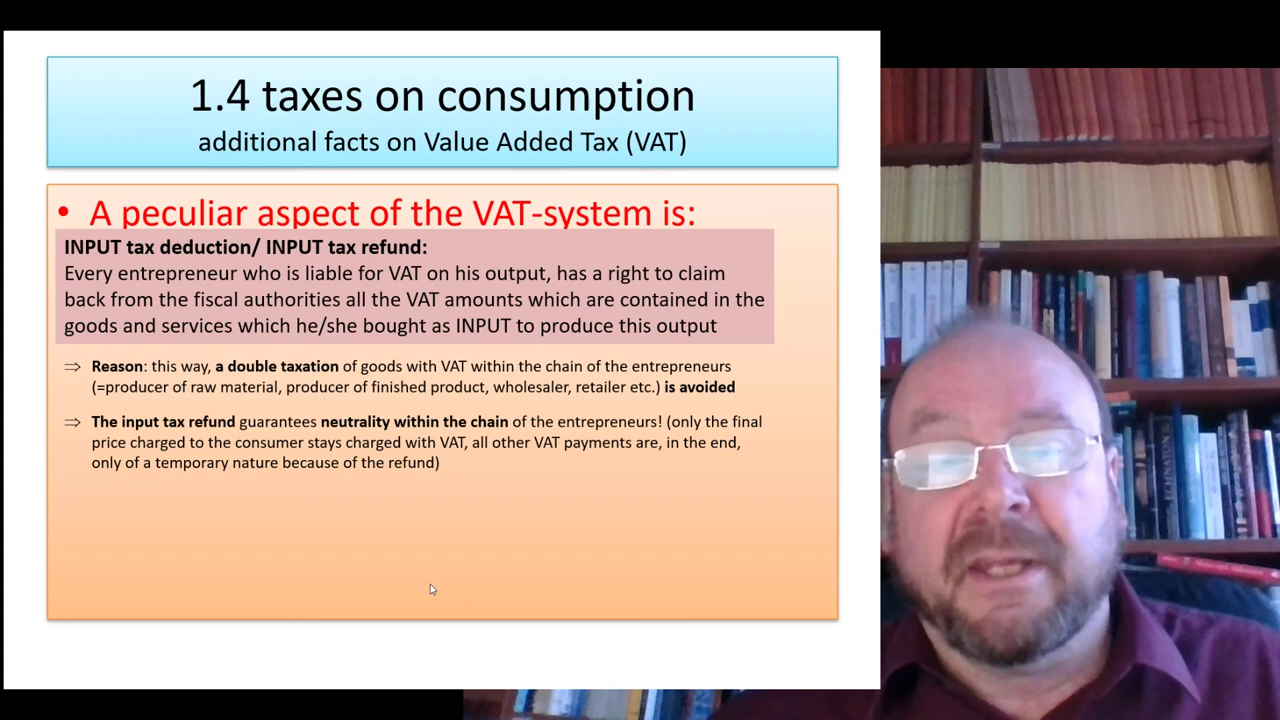 1.4 taxes on consumption
additional facts on Value Added Tax (VAT)
• A peculiar aspect of the VAT-system is:
INPUT tax deduction/ INPUT tax refund:
Every entrepreneur who is liable for VAT on his output, has a right to claim
back from the fiscal authorities all the VAT amounts which are contained in the
goods and services which he/she bought as INPUT to produce this output
⇒ Reason: this way, a double taxation of goods with VAT within the chain of the entrepreneurs
(=producer of raw material, producer of finished product, wholesaler, retailer etc.) is avoided
⇒ The input tax refund guarantees neutrality within the chain of the entrepreneurs! (only the final
price charged to the consumer stays charged with VAT, all other VAT payments are, in the end,
only of a temporary nature because of the refund)
ECHNATON